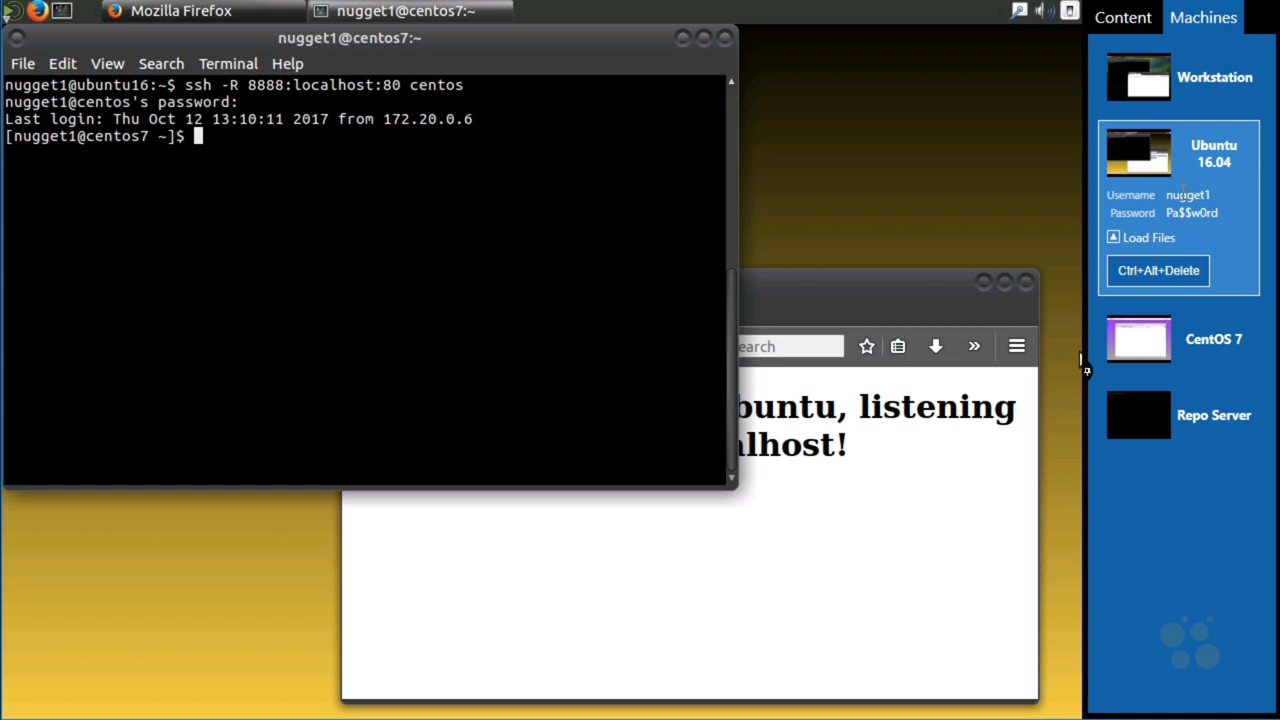 Mozilla Firefox
nugget1@centos7:~
Content
Machines
nugget1@centos7:~
File Edit View Search Terminal Help
nugget1@ubuntu16:~$ ssh -R 8888:localhost:80 centos
nugget1@centos's password:
Last login: Thu Oct 12 13:10:11 2017 from 172.20.0.6
[nugget1@centos7 ~]$
earch
buntu, listening
alhost!
Workstation
Ubuntu
16.04
Username nugget1
Password Pa$$w0rd
Load Files
Ctrl+Alt+Delete
CentOS 7
Repo Server